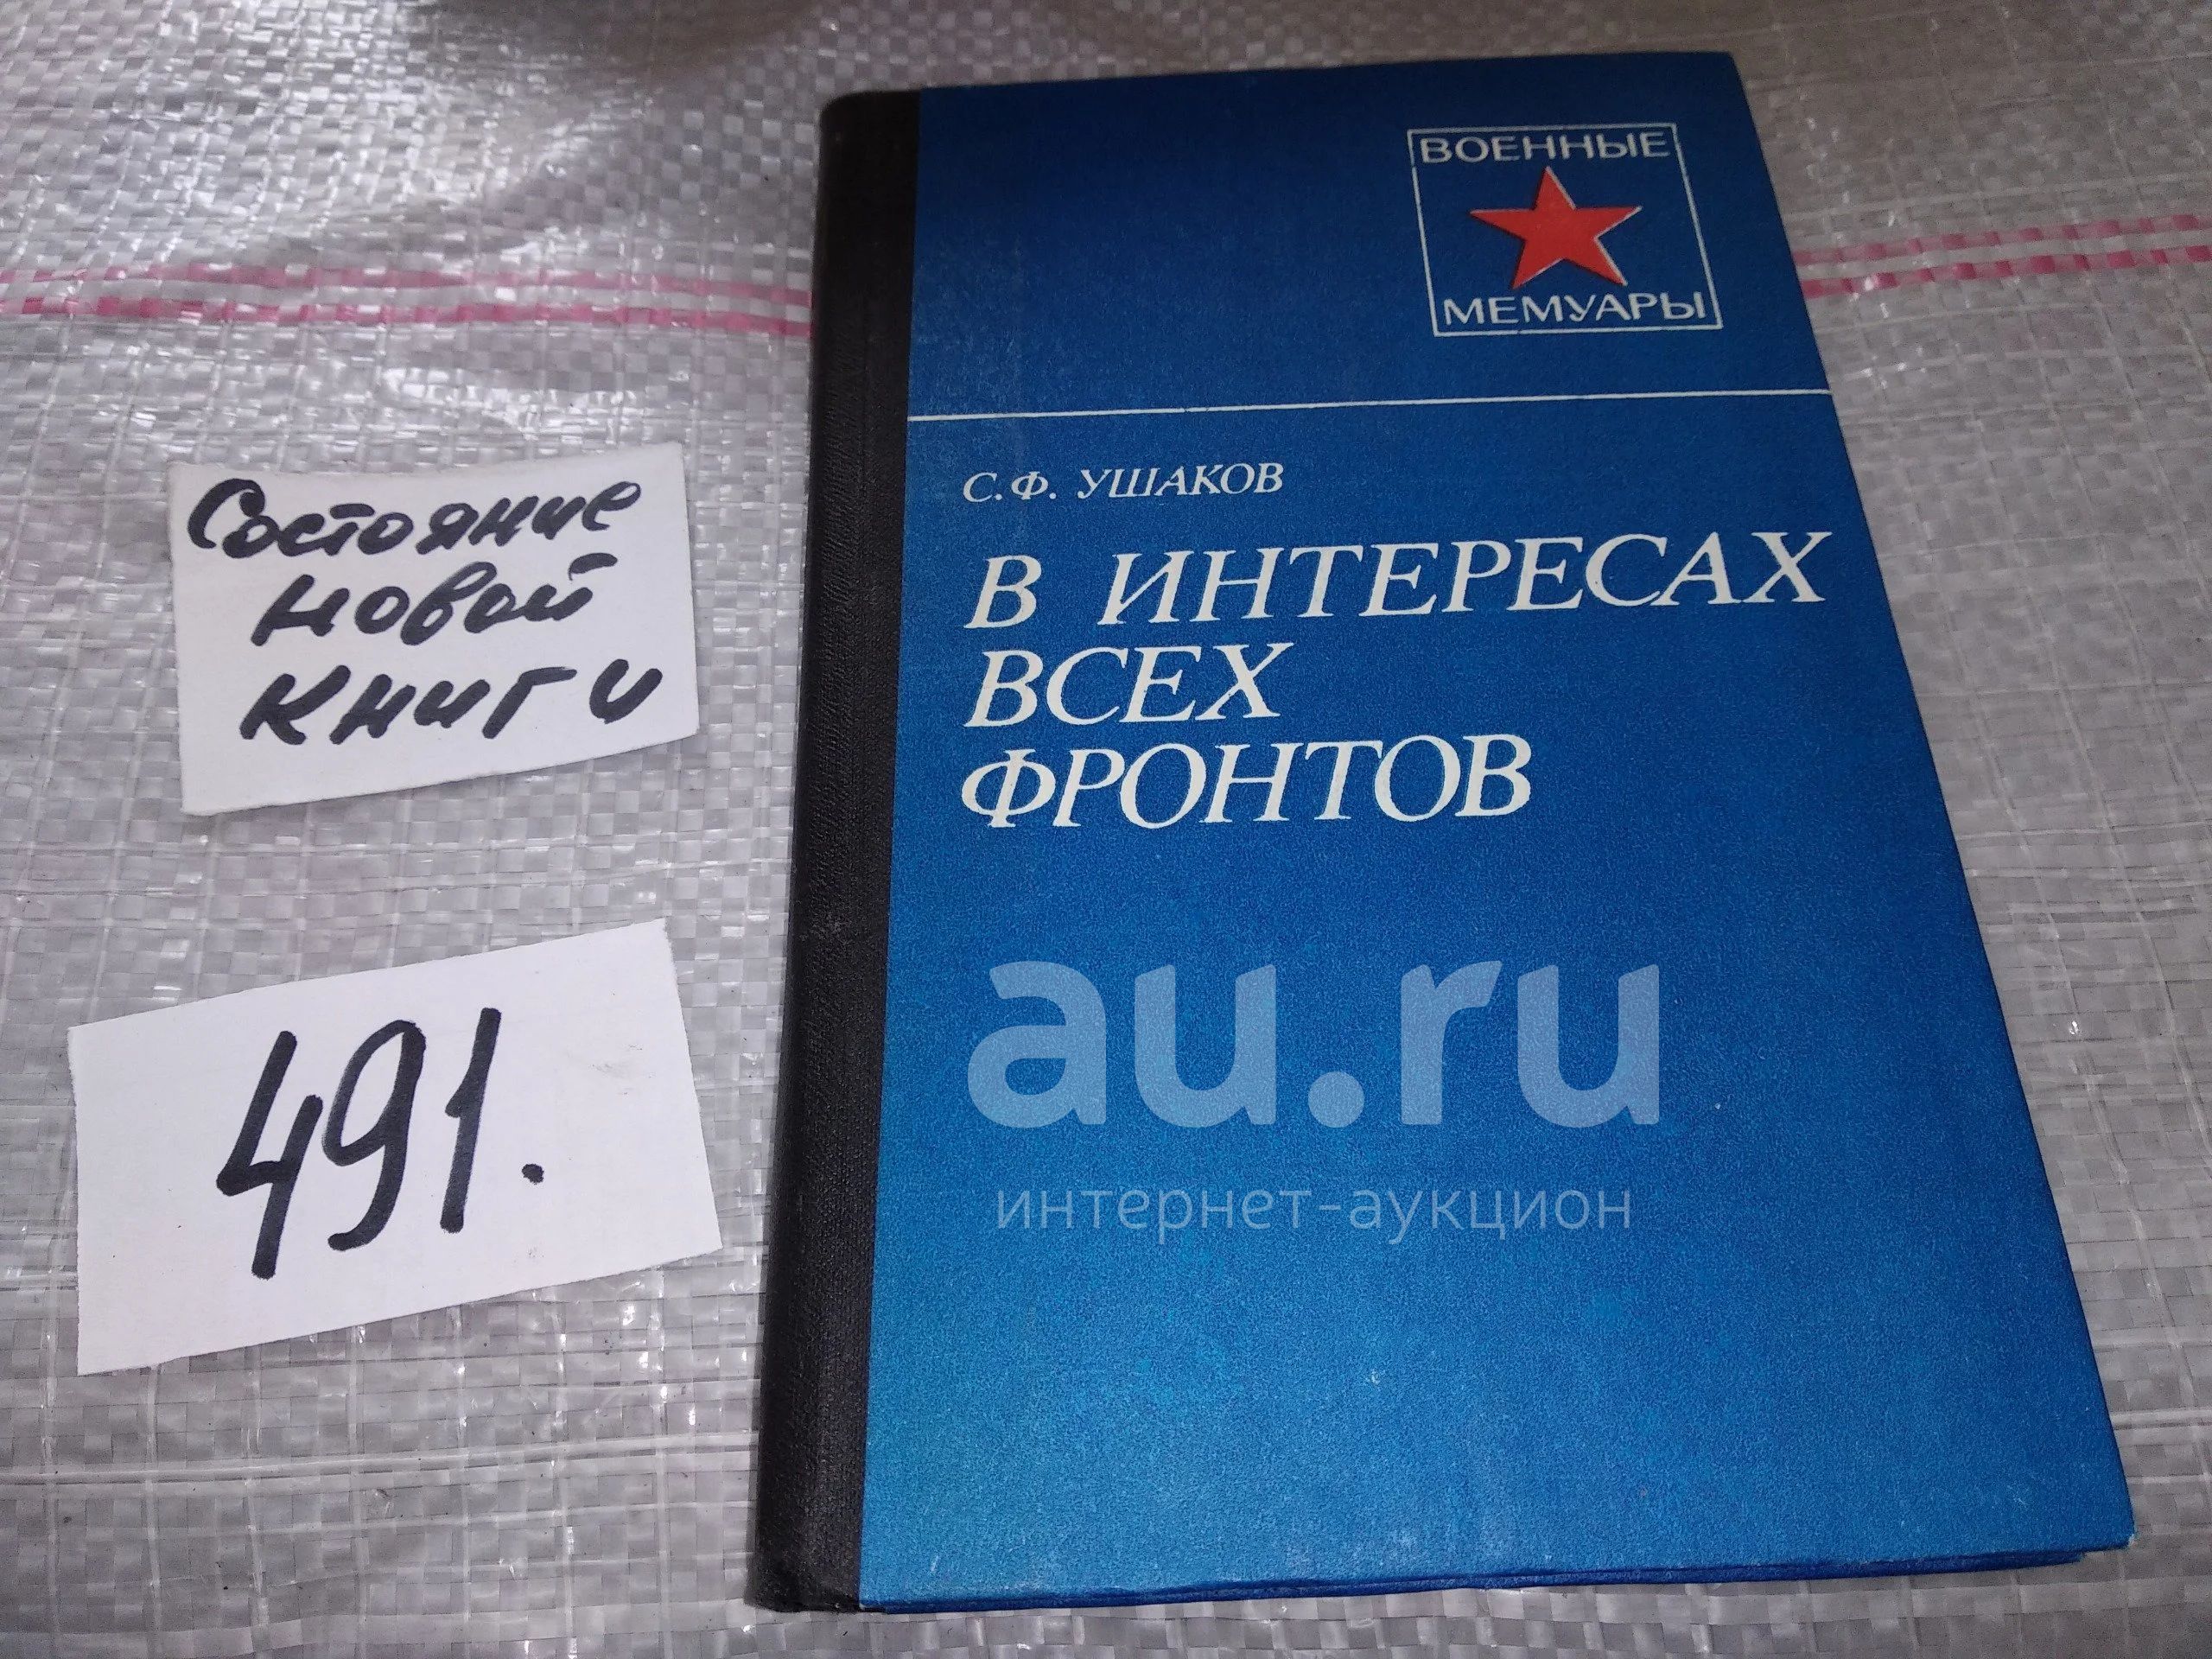 ВОЕННЫЕ
МЕМУАРЫ
С.Ф. УШАКОВ
В ИНТЕРЕСАХ
ВСЕХ
ФРОНТОВ
au.ru
интернет-аукцион
Состояние
новой
книги
491.